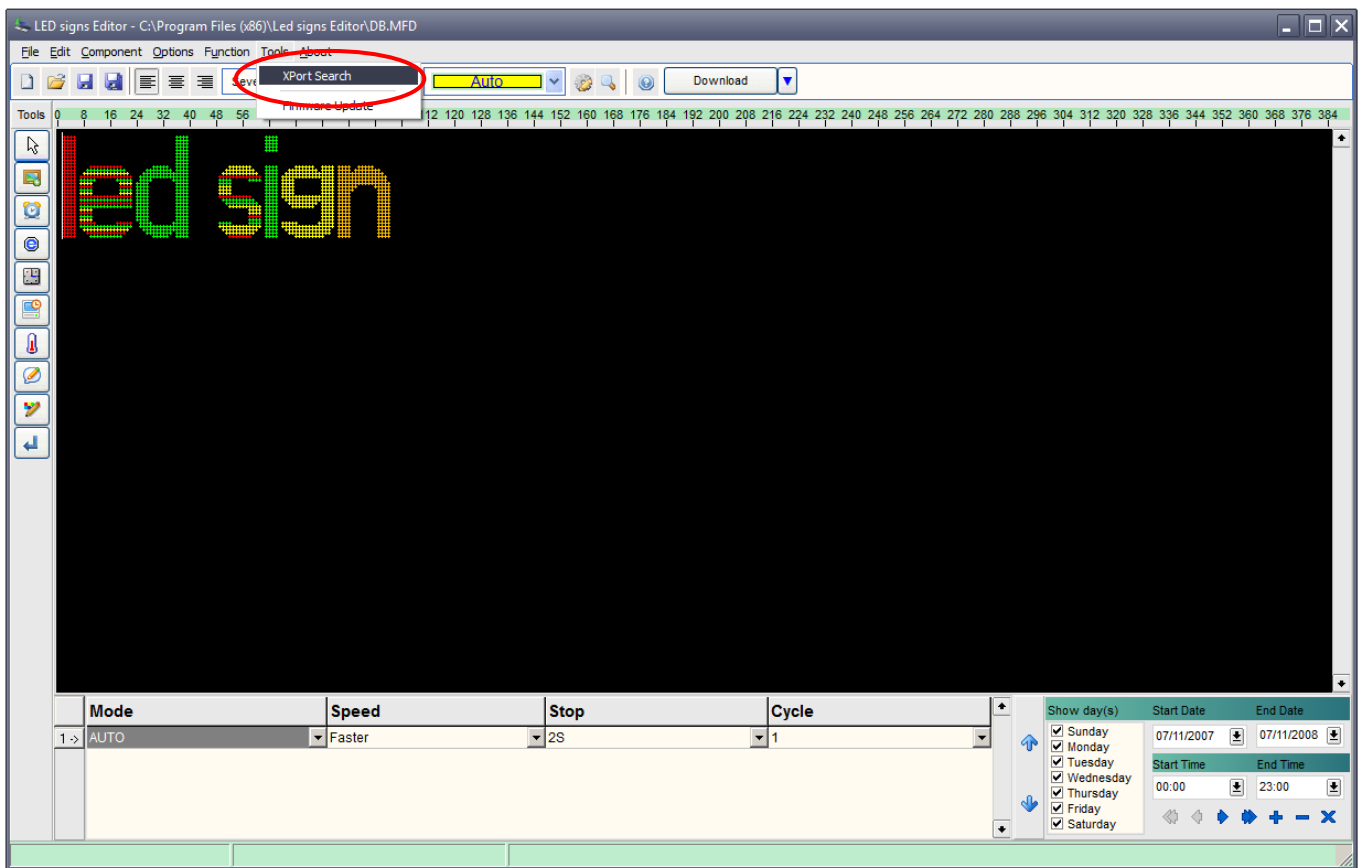 LED signs Editor - C:\Program Files (x86)\Led signs Editor\DB.MFD
File Edit Component Options Function Tools About
XPort Search
Firmware Update
Auto
Download
Tools 0 8 16 24 32 40 48 56 12 120 128 136 144 152 160 168 176 184 192 200 208 216 224 232 240 248 256 264 272 280 288 296 304 312 320 328 336 344 352 360 368 376 384
led sign
Mode Speed Stop Cycle
1-> AUTO Faster 2S 1
Show day(s) Start Date End Date
Sunday
Monday
Tuesday
Wednesday
Thursday
Friday
Saturday
07/11/2007 07/11/2008
Start Time End Time
00:00 23:00